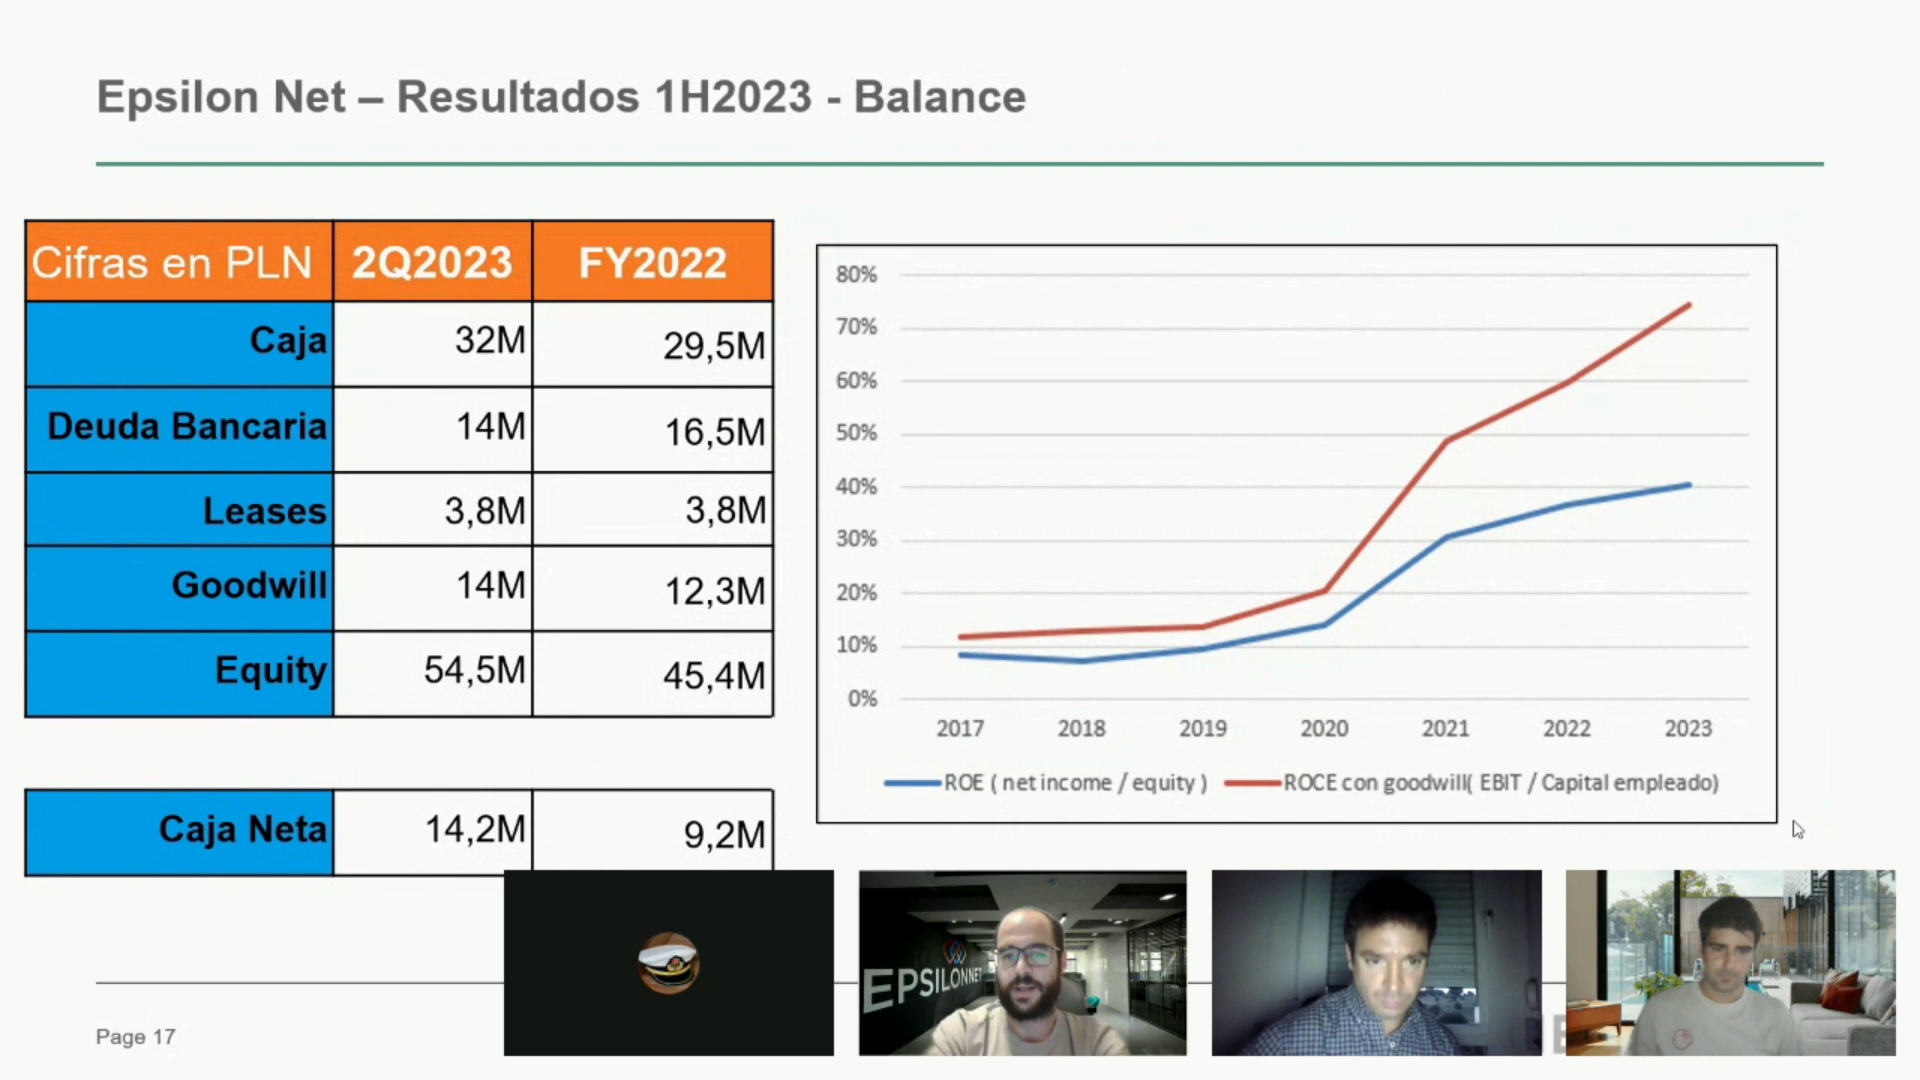 Epsilon Net – Resultados 1H2023 - Balance
Cifras en PLN 2Q2023 FY2022
Caja 32M 29,5M
Deuda Bancaria 14M 16,5M
Leases 3,8M 3,8M
Goodwill 14M 12,3M
Equity 54,5M 45,4M
Caja Neta 14,2M 9,2M
80%
70%
60%
50%
40%
30%
20%
10%
0%
2017 2018 2019 2020 2021 2022 2023
ROE ( net income / equity ) ROCE con goodwill( EBIT / Capital empleado)
EPSILONNET
Page 17